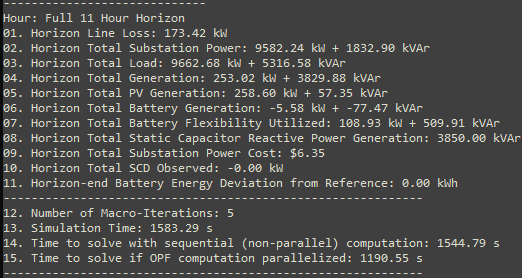 -----------------------------
Hour: Full 11 Hour Horizon
01. Horizon Line Loss: 173.42 kW
02. Horizon Total Substation Power: 9582.24 kW + 1832.90 kVAr
03. Horizon Total Load: 9662.68 kW + 5316.58 kVAr
04. Horizon Total Generation: 253.02 kW + 3829.88 kVAr
05. Horizon Total PV Generation: 258.60 kW + 57.35 kVAr
06. Horizon Total Battery Generation: -5.58 kW + -77.47 kVAr
07. Horizon Total Battery Flexibility Utilized: 108.93 kW + 509.91 kVAr
08. Horizon Total Static Capacitor Reactive Power Generation: 3850.00 kVAr
09. Horizon Total Substation Power Cost: $6.35
10. Horizon Total SCD Observed: -0.00 kW
11. Horizon-end Battery Energy Deviation from Reference: 0.00 kWh
------------------------------------------------------------
12. Number of Macro-Iterations: 5
13. Simulation Time: 1583.29 s
14. Time to solve with sequential (non-parallel) computation: 1544.79 s
15. Time to solve if OPF computation parallelized: 1190.55 s
------------------------------------------------------------